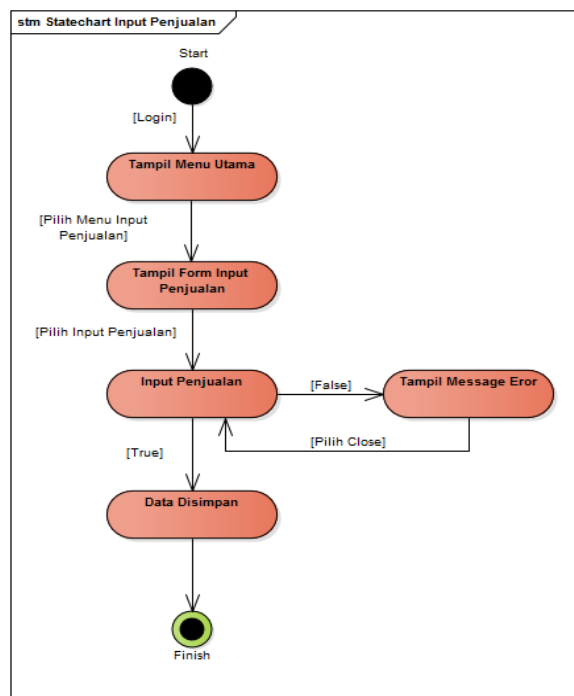 stm Statechart Input Penjualan
Start
[Login]
Tampil Menu Utama
[Pilih Menu Input
Penjualan]
Tampil Form Input
Penjualan
[Pilih Input Penjualan]
Input Penjualan
[False]
Tampil Message Eror
[Pilih Close]
[True]
Data Disimpan
Finish